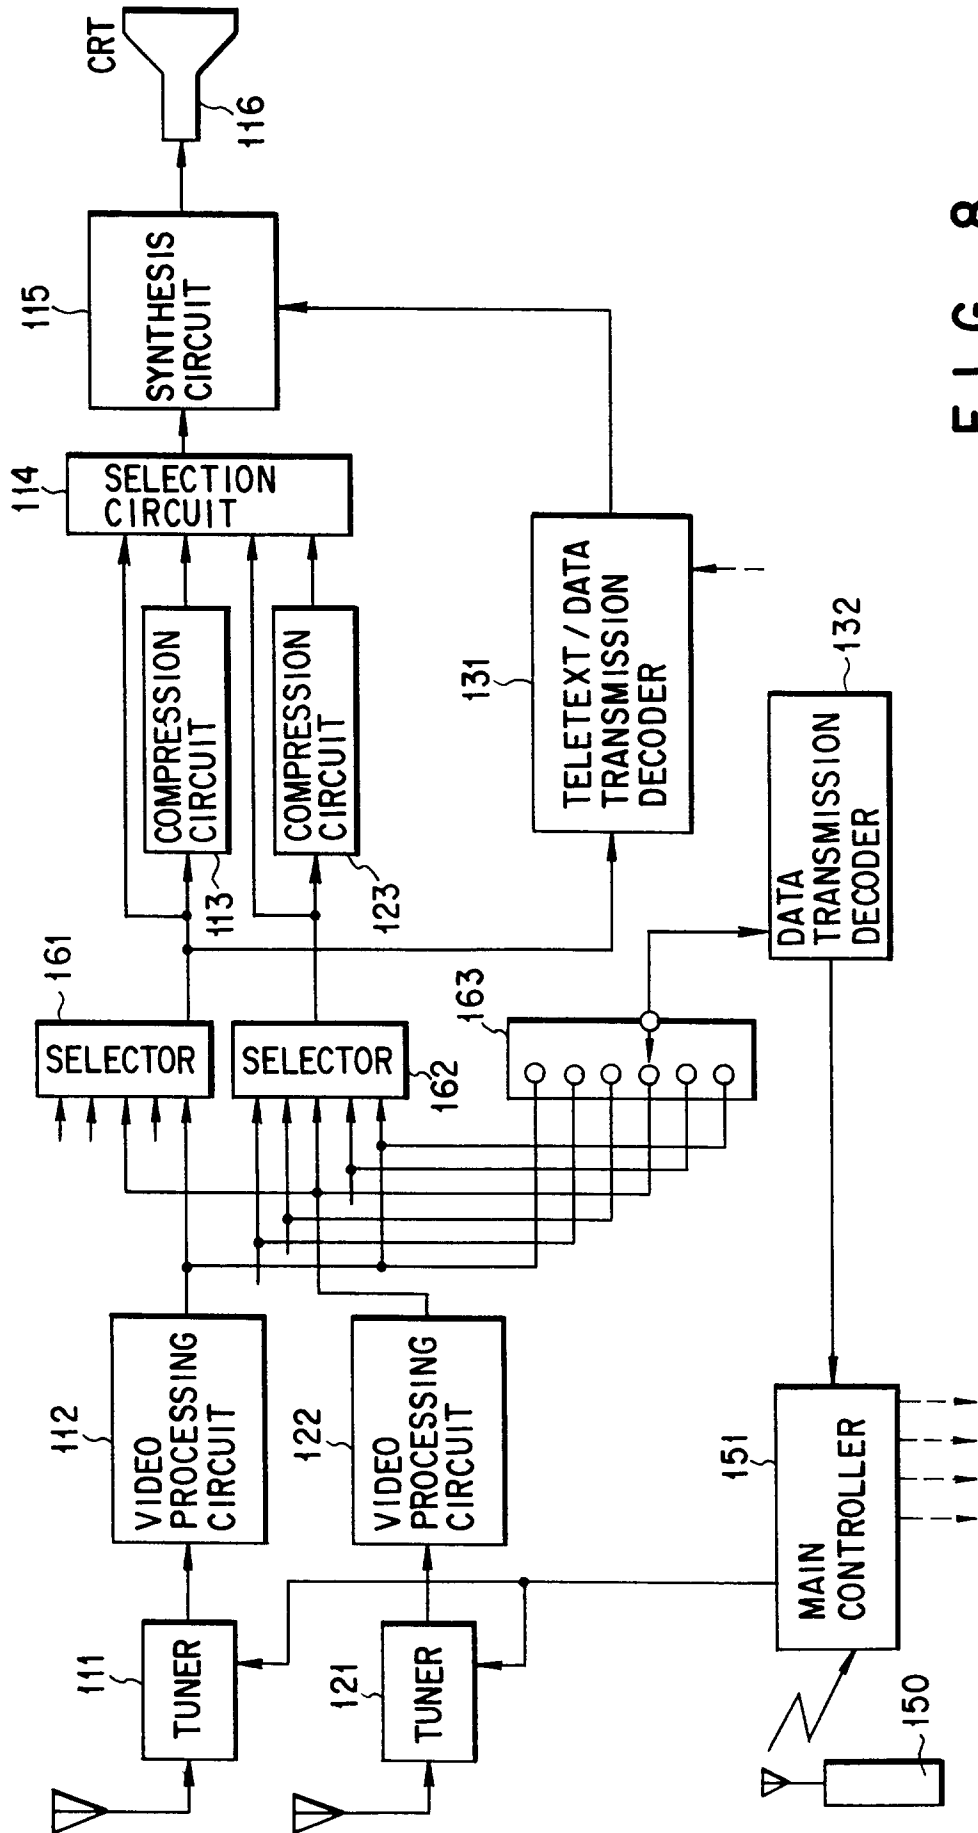 CRT
116
115
SYNTHESIS
CIRCUIT
114
SELECTION
CIRCUIT
COMPRESSION
CIRCUIT
113
COMPRESSION
CIRCUIT
123
131
TELETEXT/DATA
TRANSMISSION
DECODER
132
DATA
TRANSMISSION
DECODER
161
SELECTOR
SELECTOR
162
163
112
VIDEO
PROCESSING
CIRCUIT
122
VIDEO
PROCESSING
CIRCUIT
151
MAIN
CONTROLLER
111
TUNER
121
TUNER
150
FIG. 8